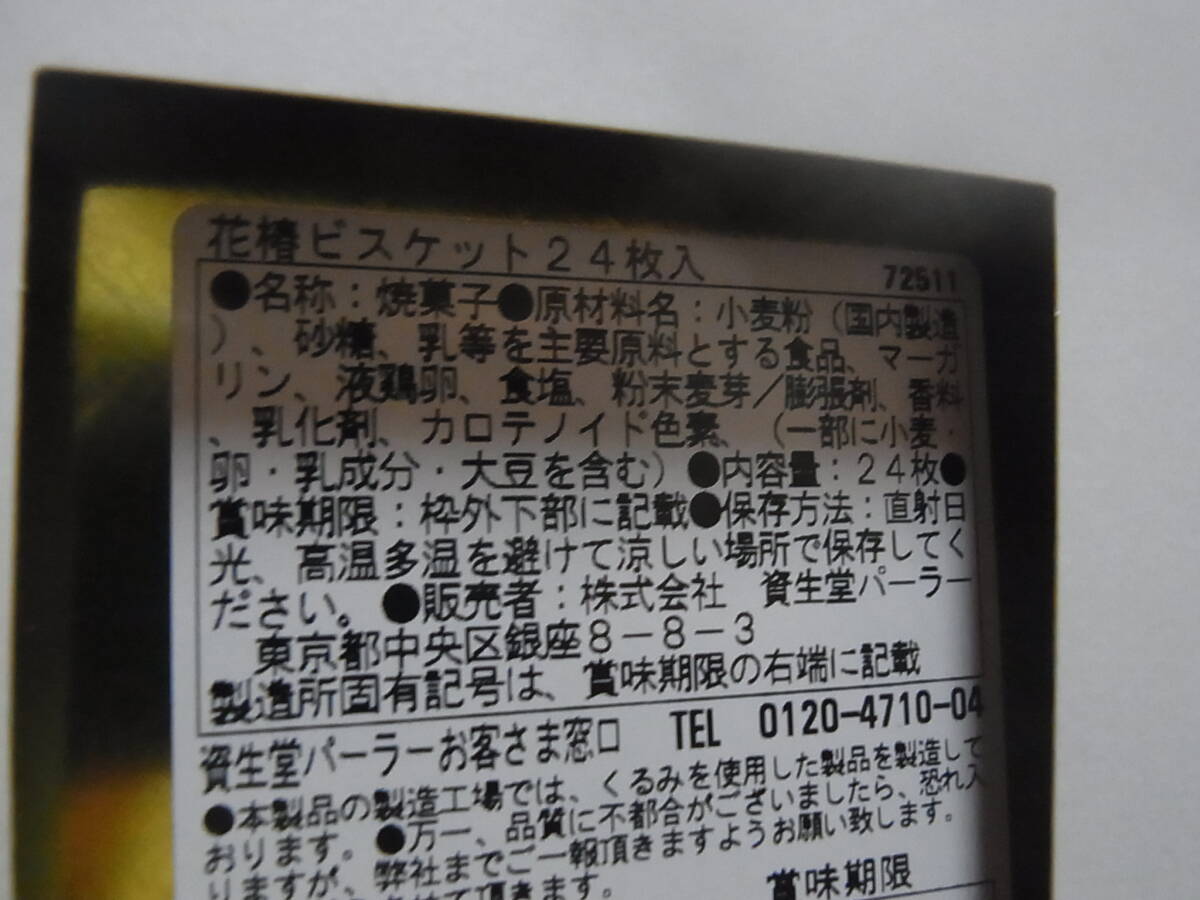 花椿ビスケット24枚入 72511
●名称：焼菓子●原材料名：小麦粉（国内製造
）、砂糖、乳等を主要原料とする食品、マーガ
リン、液鶏卵、食塩、粉末麦芽／膨張剤、香料
、乳化剤、カロテノイド色素、（一部に小麦・
卵・乳成分・大豆を含む）●内容量：24枚●
賞味期限：枠外下部に記載●保存方法：直射日
光、高温多湿を避けて涼しい場所で保存してく
ださい。●販売者：株式会社　資生堂パーラー
東京都中央区銀座8－8－3
製造所固有記号は、賞味期限の右端に記載
資生堂パーラーお客さま窓口 TEL 0120-4710-04
●本製品の製造工場では、くるみを使用した製品を製造して
おります。●万一、品質に不都合がございましたら、恐れ入
りますが、弊社までご一報頂きますようお願い致します。
て頂きます。
賞味期限